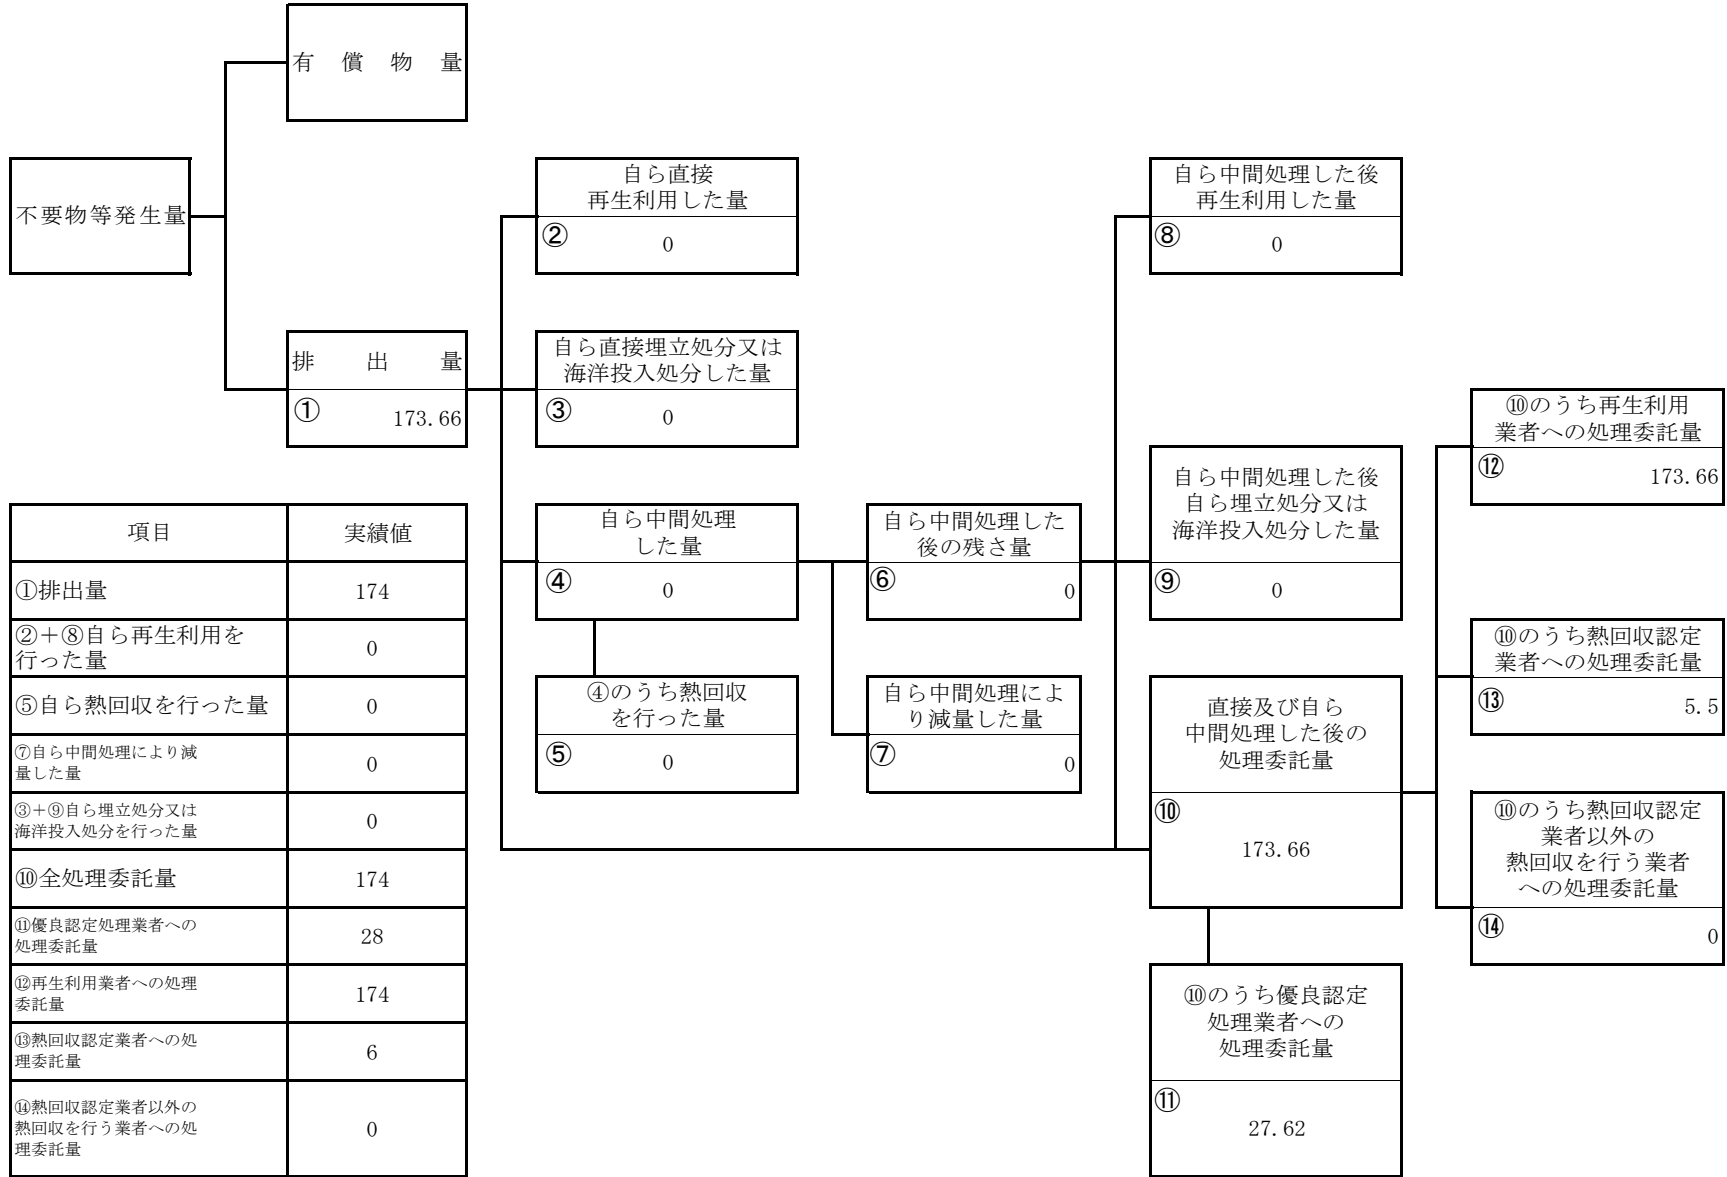 有償物量
不要物等発生量
排出量
①
173.66
自ら直接
再生利用した量
②
0
自ら直接埋立処分又は
海洋投入処分した量
③
0
自ら中間処理
した量
④
0
④のうち熱回収
を行った量
⑤
0
自ら中間処理した
後の残さ量
⑥
0
自ら中間処理によ
り減量した量
⑦
0
自ら中間処理した後
再生利用した量
⑧
0
自ら中間処理した後
自ら埋立処分又は
海洋投入処分した量
⑨
0
直接及び自ら
中間処理した後の
処理委託量
⑩
173.66
⑩のうち優良認定
処理業者への
処理委託量
⑪
27.62
⑩のうち再生利用
業者への処理委託量
⑫
173.66
⑩のうち熱回収認定
業者への処理委託量
⑬
5.5
⑩のうち熱回収認定
業者以外の
熱回収を行う業者
への処理委託量
⑭
0
項目 実績値
①排出量 174
②+⑧自ら再生利用を
行った量 0
⑤自ら熱回収を行った量 0
⑦自ら中間処理により減
量した量 0
③+⑨自ら埋立処分又は
海洋投入処分を行った量 0
⑩全処理委託量 174
⑪優良認定処理業者への
処理委託量 28
⑫再生利用業者への処理
委託量 174
⑬熱回収認定業者への処
理委託量 6
⑭熱回収認定業者以外の
熱回収を行う業者への処
理委託量 0